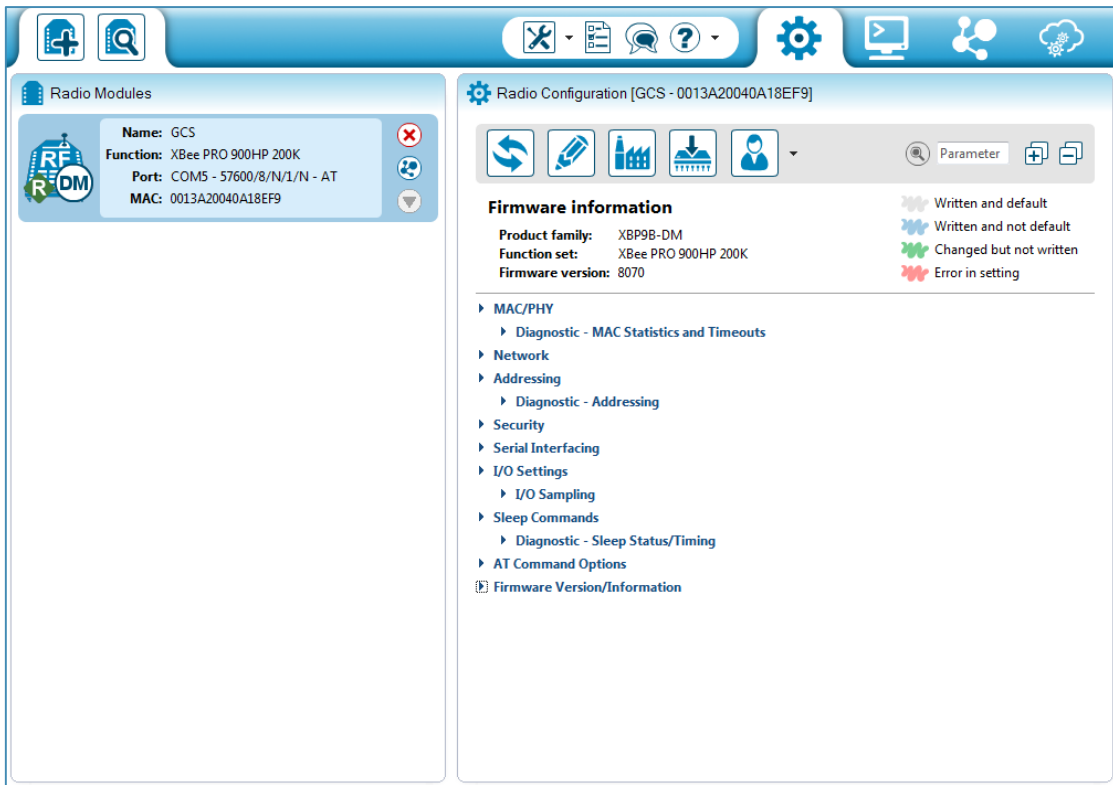 Radio Modules
Name: GCS
Function: XBee PRO 900HP 200K
Port: COM5 - 57600/8/N/1/N - AT
MAC: 0013A20040A18EF9
RF
R
DM
Radio Configuration [GCS - 0013A20040A18EF9]
Parameter
Firmware information
Product family: XBP9B-DM
Function set: XBee PRO 900HP 200K
Firmware version: 8070
Written and default
Written and not default
Changed but not written
Error in setting
MAC/PHY
Diagnostic - MAC Statistics and Timeouts
Network
Addressing
Diagnostic - Addressing
Security
Serial Interfacing
I/O Settings
I/O Sampling
Sleep Commands
Diagnostic - Sleep Status/Timing
AT Command Options
Firmware Version/Information